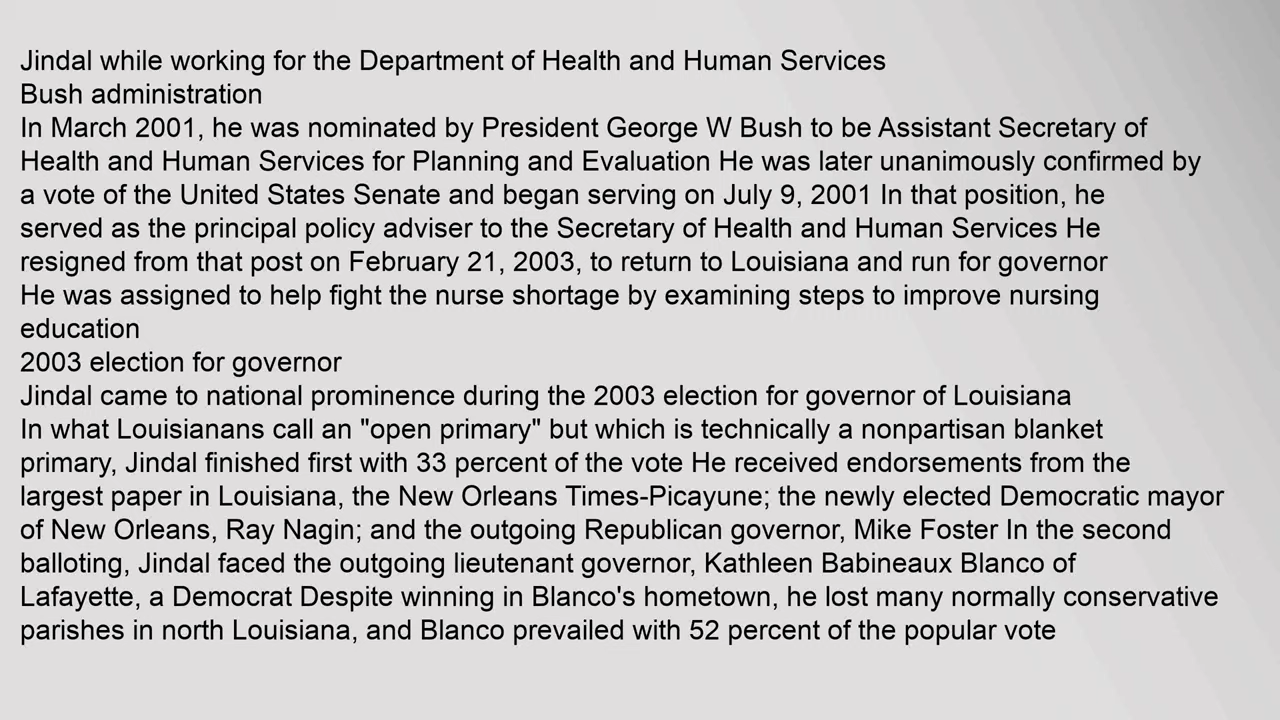 Jindal while working for the Department of Health and Human Services
Bush administration
In March 2001, he was nominated by President George W Bush to be Assistant Secretary of
Health and Human Services for Planning and Evaluation He was later unanimously confirmed by
a vote of the United States Senate and began serving on July 9, 2001 In that position, he
served as the principal policy adviser to the Secretary of Health and Human Services He
resigned from that post on February 21, 2003, to return to Louisiana and run for governor
He was assigned to help fight the nurse shortage by examining steps to improve nursing
education
2003 election for governor
Jindal came to national prominence during the 2003 election for governor of Louisiana
In what Louisianans call an "open primary" but which is technically a nonpartisan blanket
primary, Jindal finished first with 33 percent of the vote He received endorsements from the
largest paper in Louisiana, the New Orleans Times-Picayune; the newly elected Democratic mayor
of New Orleans, Ray Nagin; and the outgoing Republican governor, Mike Foster In the second
balloting, Jindal faced the outgoing lieutenant governor, Kathleen Babineaux Blanco of
Lafayette, a Democrat Despite winning in Blanco's hometown, he lost many normally conservative
parishes in north Louisiana, and Blanco prevailed with 52 percent of the popular vote